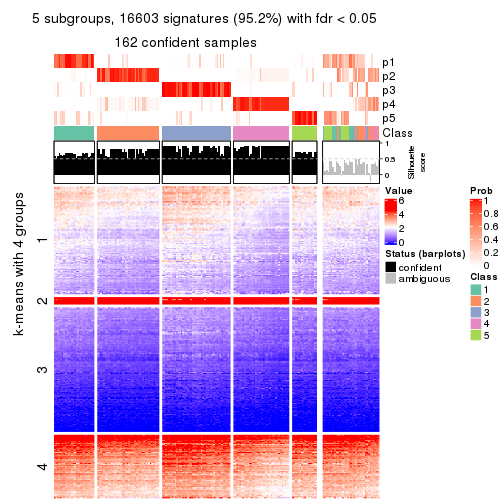 5 subgroups, 16603 signatures (95.2%) with fdr < 0.05
162 confident samples
p1
p2
p3
p4
p5
Class
1
0.5
0
Silhouette
score
k-means with 4 groups
1
2
3
4
Value
6
4
2
0
Status (barplots)
confident
ambiguous
Prob
1
0.8
0.6
0.4
0.2
0
Class
1
2
3
4
5